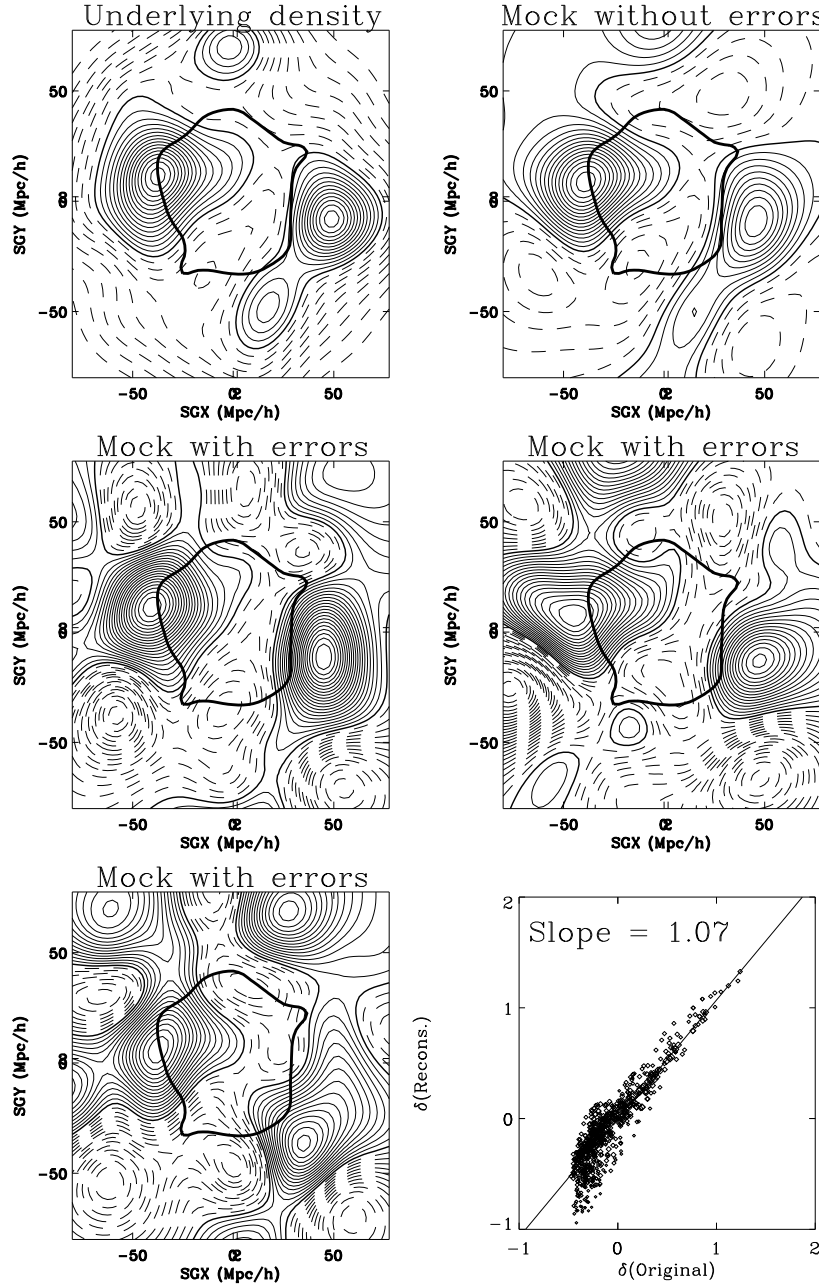 Underlying density
Mock without errors
50
-50
SGY (Mpc/h)
-50
50
SGX (Mpc/h)
50
-50
SGY (Mpc/h)
-50
50
SGX (Mpc/h)
Mock with errors
Mock with errors
50
-50
SGY (Mpc/h)
-50
50
SGX (Mpc/h)
50
-50
SGY (Mpc/h)
-50
50
SGX (Mpc/h)
Mock with errors
50
-50
SGY (Mpc/h)
-50
50
SGX (Mpc/h)
Slope = 1.07
2
1
0
-1
δ(Recons.)
-1
0
1
2
δ(Original)